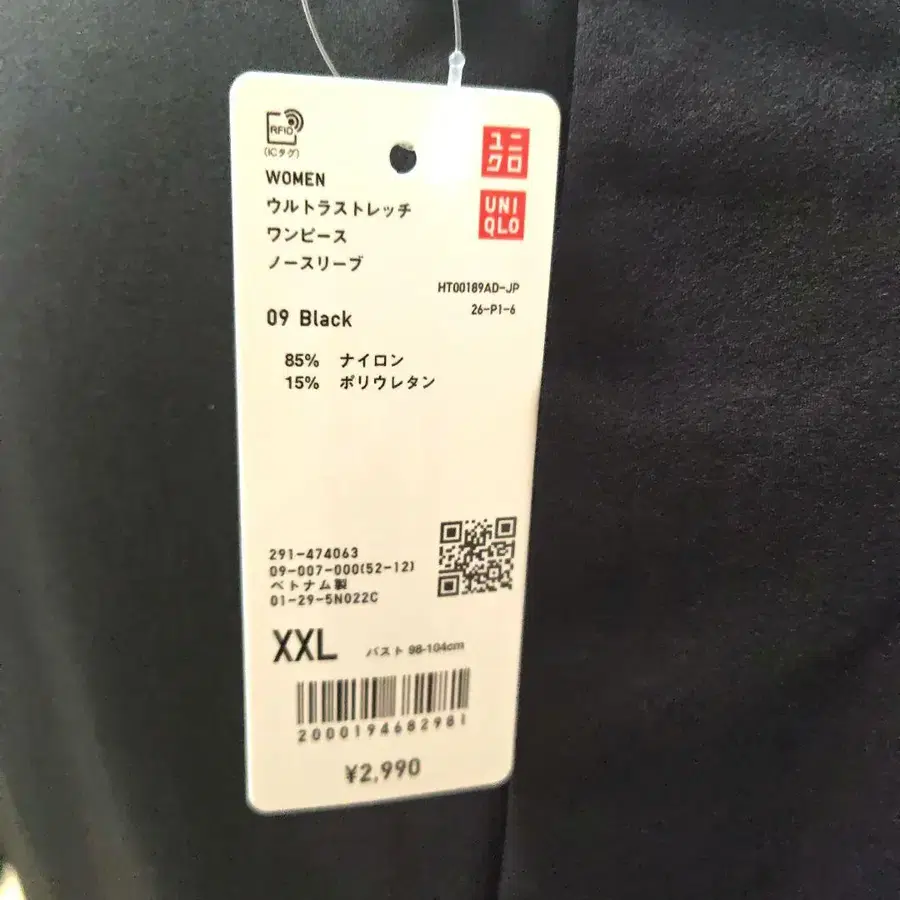 RFID
(ICタグ)
ユニ
クロ
UNI
QLO
WOMEN
ウルトラストレッチ
ワンピース
ノースリーブ
HT00189AD-JP
26-P1-6
09 Black
85% ナイロン
15% ポリウレタン
291-474063
09-007-000(52-12)
ベトナム製
01-29-5N022C
XXL バスト 98-104cm
2000194682981
¥2,990